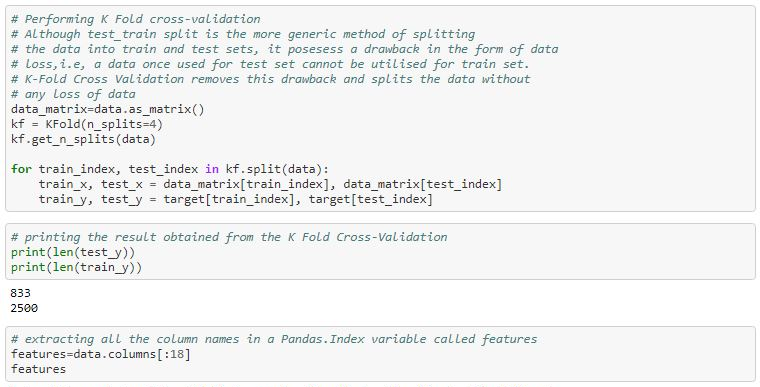 # Performing K Fold cross-validation
# Although test_train split is the more generic method of splitting
# the data into train and test sets, it posesess a drawback in the form of data
# loss,i.e, a data once used for test set cannot be utilised for train set.
# K-Fold Cross Validation removes this drawback and splits the data without
# any loss of data
data_matrix=data.as_matrix()
kf = KFold(n_splits=4)
kf.get_n_splits(data)

for train_index, test_index in kf.split(data):
    train_x, test_x = data_matrix[train_index], data_matrix[test_index]
    train_y, test_y = target[train_index], target[test_index]

# printing the result obtained from the K Fold Cross-Validation
print(len(test_y))
print(len(train_y))

833
2500

# extracting all the column names in a Pandas.Index variable called features
features=data.columns[:18]
features